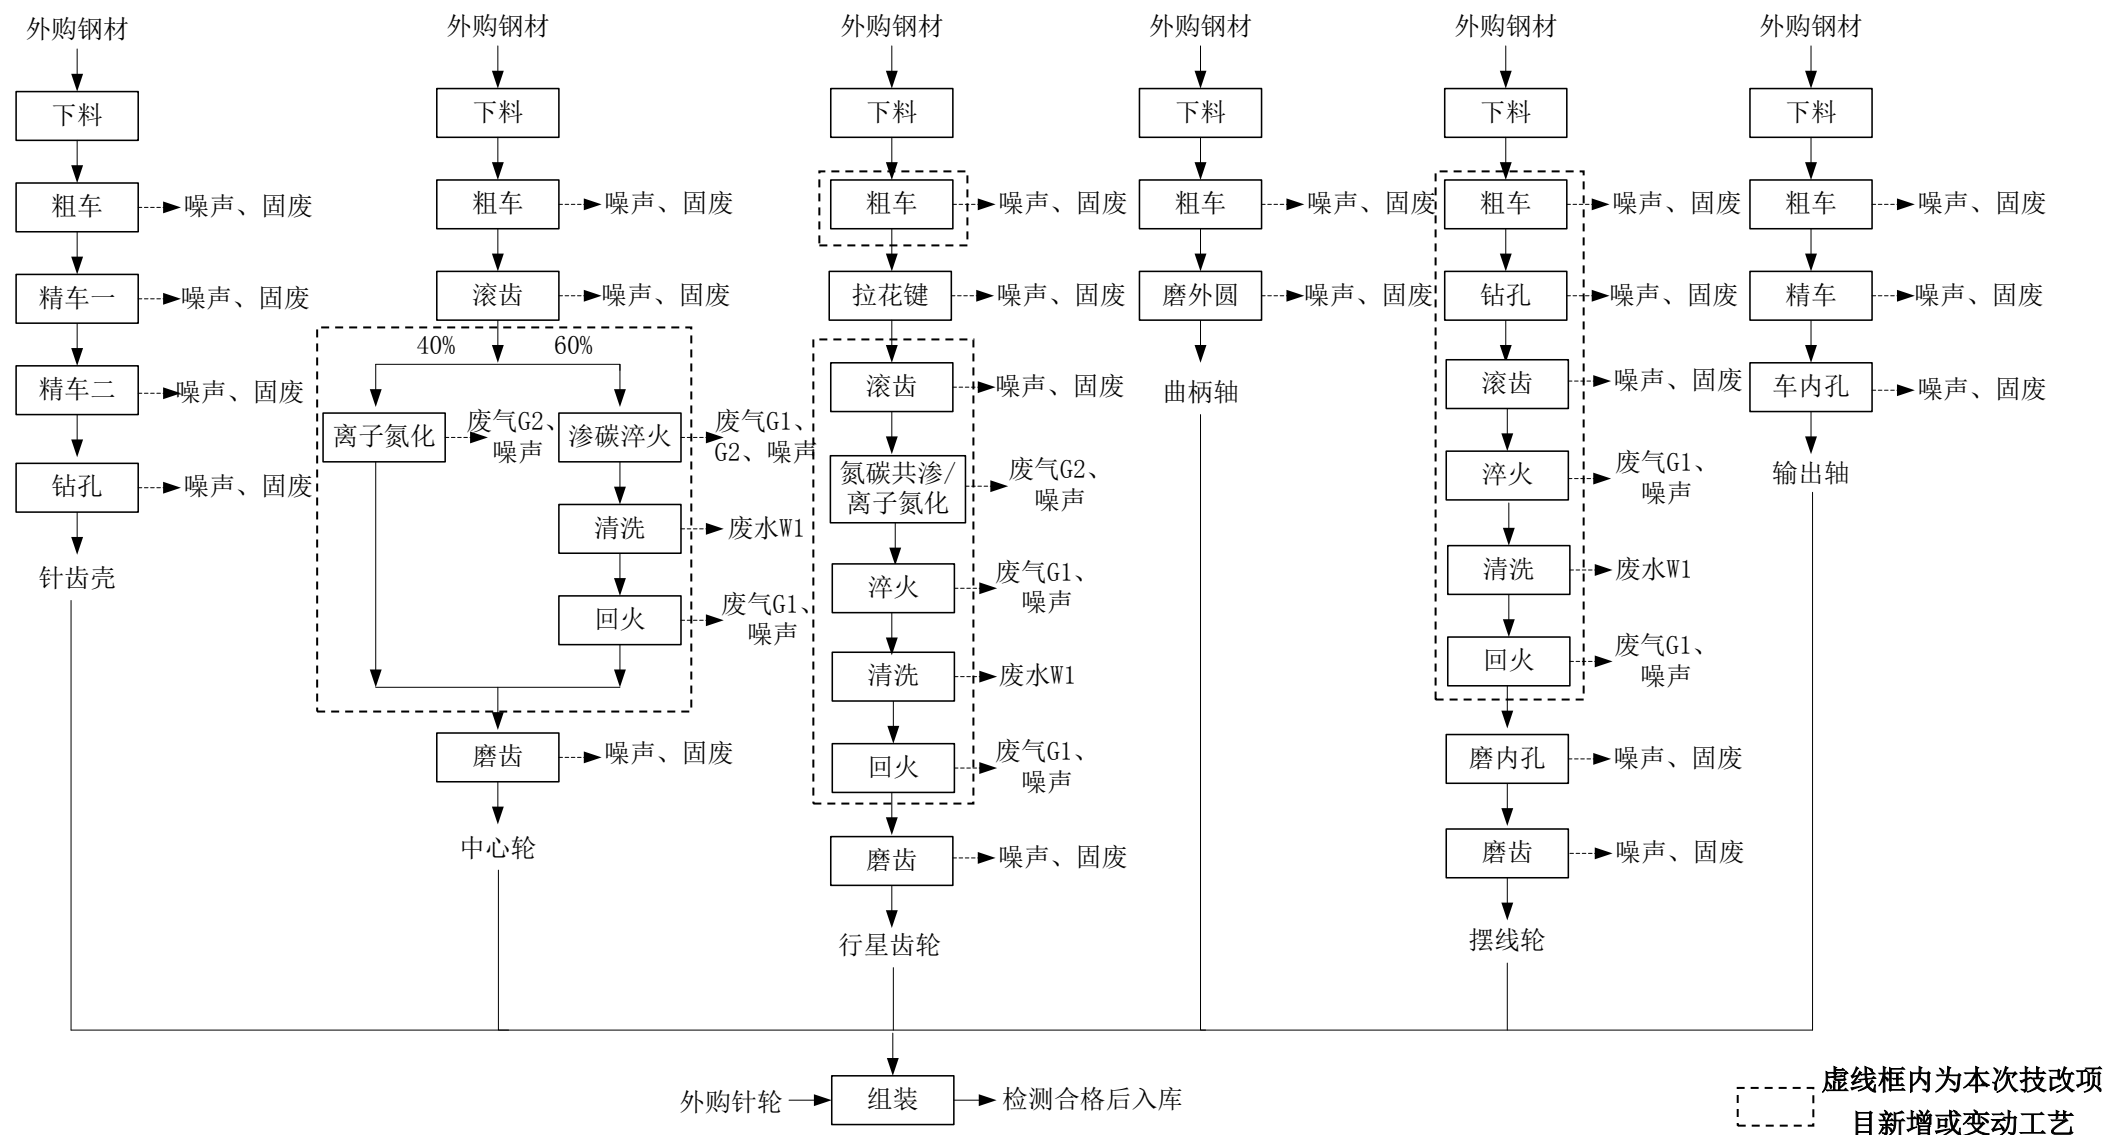 外购钢材
下料
粗车
噪声、固废
精车一
噪声、固废
精车二
噪声、固废
钻孔
噪声、固废
针齿壳
外购钢材
下料
粗车
噪声、固废
滚齿
噪声、固废
40%
60%
离子氮化
废气G2、
噪声
渗碳淬火
废气G1、
G2、噪声
清洗
废水W1
回火
废气G1、
噪声
磨齿
噪声、固废
中心轮
外购钢材
下料
粗车
噪声、固废
拉花键
噪声、固废
滚齿
噪声、固废
氮碳共渗/
离子氮化
废气G2、
噪声
淬火
废气G1、
噪声
清洗
废水W1
回火
废气G1、
噪声
磨齿
噪声、固废
行星齿轮
外购钢材
下料
粗车
噪声、固废
磨外圆
噪声、固废
曲柄轴
外购钢材
下料
粗车
噪声、固废
钻孔
噪声、固废
滚齿
噪声、固废
淬火
废气G1、
噪声
清洗
废水W1
回火
废气G1、
噪声
磨内孔
噪声、固废
磨齿
噪声、固废
摆线轮
外购钢材
下料
粗车
噪声、固废
精车
噪声、固废
车内孔
噪声、固废
输出轴
外购针轮
组装
检测合格后入库
虚线框内为本次技改项
目新增或变动工艺